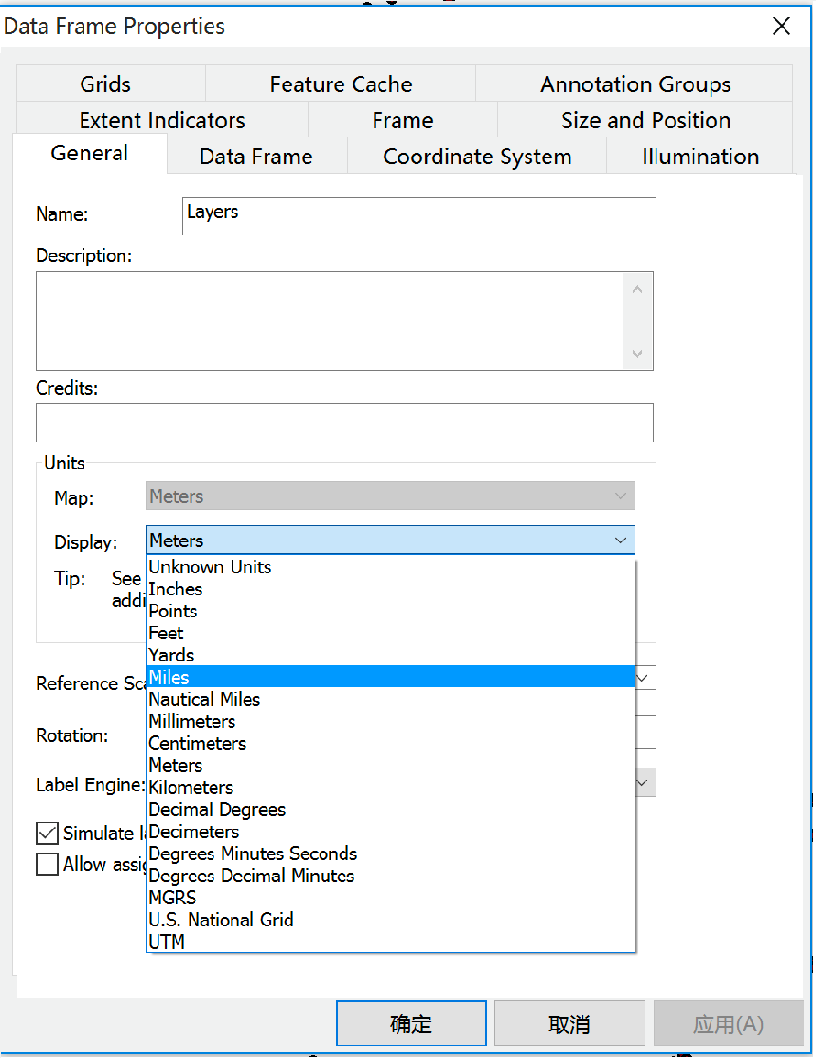 Data Frame Properties
Grids Feature Cache Annotation Groups
Extent Indicators Frame Size and Position
General Data Frame Coordinate System Illumination
Name: Layers
Description:
Credits:
Units
Map: Meters
Display: Meters
Tip: See
addi
Unknown Units
Inches
Points
Feet
Yards
Miles
Nautical Miles
Millimeters
Centimeters
Meters
Kilometers
Decimal Degrees
Decimeters
Degrees Minutes Seconds
Degrees Decimal Minutes
MGRS
U.S. National Grid
UTM
Reference Sca
Rotation:
Label Engine:
Simulate la
Allow assig
确定 取消 应用(A)